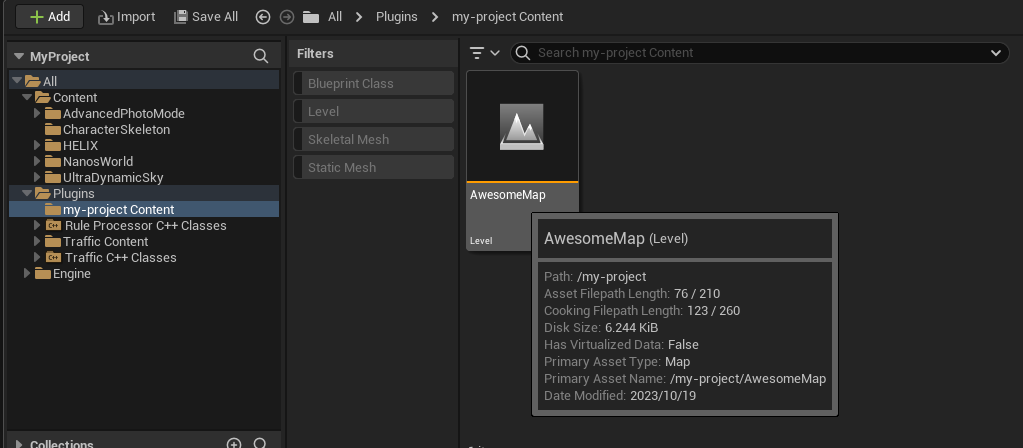 Add
Import
Save All
All
Plugins
my-project Content
MyProject
All
Content
AdvancedPhotoMode
CharacterSkeleton
HELIX
NanosWorld
UltraDynamicSky
Plugins
my-project Content
Rule Processor C++ Classes
Traffic Content
Traffic C++ Classes
Engine
Collections
Filters
Blueprint Class
Level
Skeletal Mesh
Static Mesh
Search my-project Content
AwesomeMap
Level
AwesomeMap (Level)
Path: /my-project
Asset Filepath Length: 76 / 210
Cooking Filepath Length: 123 / 260
Disk Size: 6.244 KiB
Has Virtualized Data: False
Primary Asset Type: Map
Primary Asset Name: /my-project/AwesomeMap
Date Modified: 2023/10/19